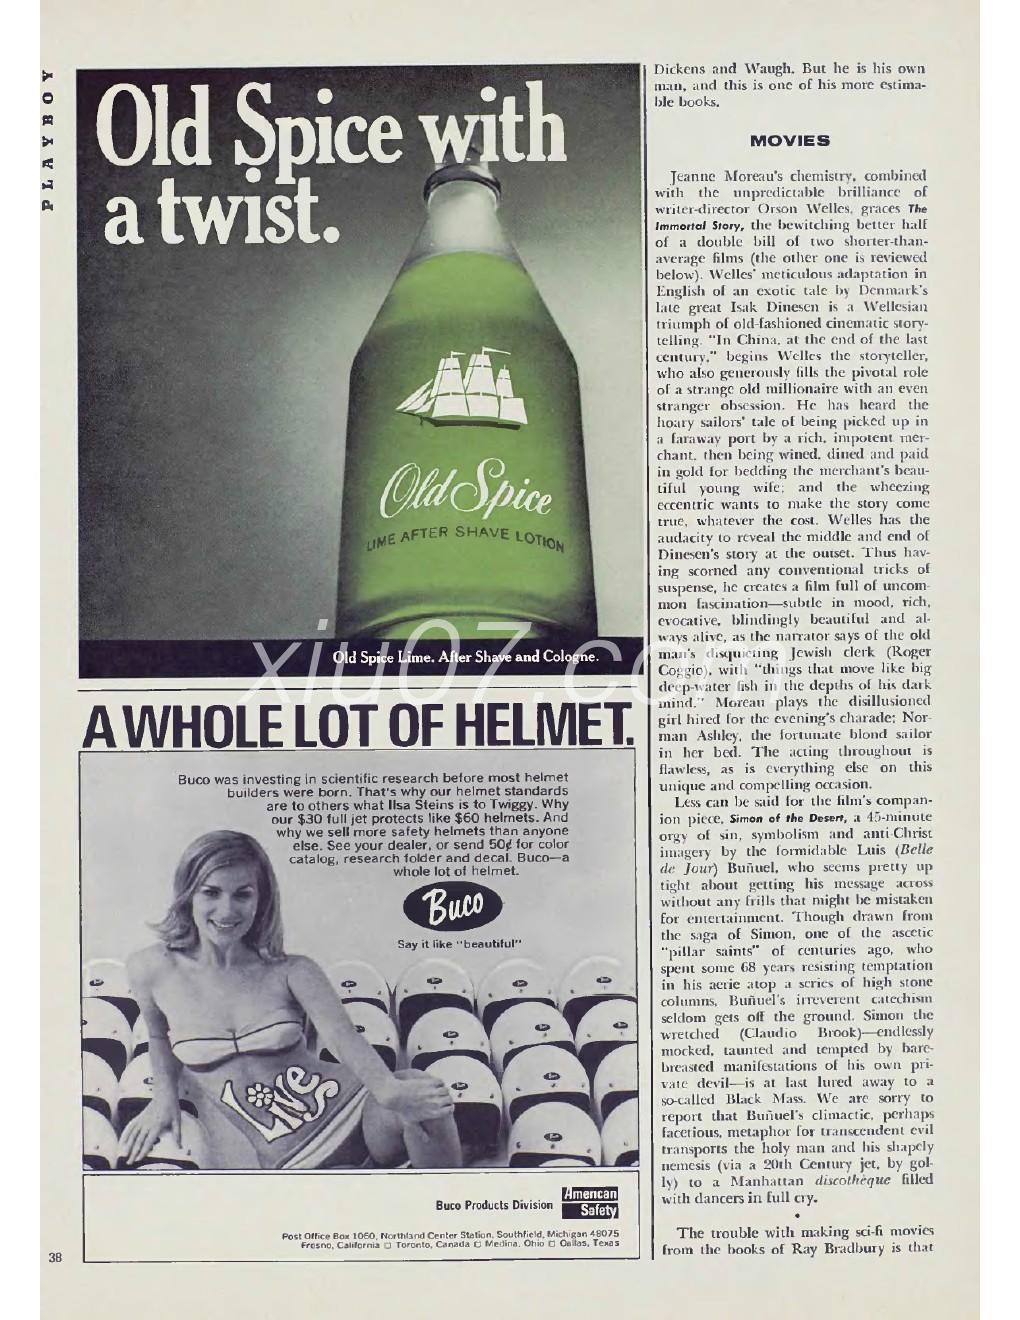 PLAYBOY
Old Spice with
a twist.
Old Spice
LIME AFTER SHAVE LOTION
Old Spice Lime. After Shave and Cologne.
A WHOLE LOT OF HELMET.
Buco was investing in scientific research before most helmet
builders were born. That's why our helmet standards
are to others what Ilsa Steins is to Twiggy. Why
our $30 full jet protects like $60 helmets. And
why we sell more safety helmets than anyone
else. See your dealer, or send 50¢ for color
catalog, research folder and decal. Buco—a
whole lot of helmet.
Buco
Say it like "beautiful"
Lives
Buco Products Division
American
Safety
Post Office Box 1060, Northland Center Station, Southfield, Michigan 48075
Fresno, California □ Toronto, Canada □ Medina, Ohio □ Dallas, Texas
38
Dickens and Waugh. But he is his own
man, and this is one of his more estima-
ble books.
MOVIES
Jeanne Moreau's chemistry, combined
with the unpredictable brilliance of
writer-director Orson Welles, graces The
Immortal Story, the bewitching better half
of a double bill of two shorter-than-
average films (the other one is reviewed
below). Welles' meticulous adaptation in
English of an exotic tale by Denmark's
late great Isak Dinesen is a Wellesian
triumph of old-fashioned cinematic story-
telling. "In China, at the end of the last
century," begins Welles the storyteller,
who also generously fills the pivotal role
of a strange old millionaire with an even
stranger obsession. He has heard the
hoary sailors' tale of being picked up in
a faraway port by a rich, impotent mer-
chant, then being wined, dined and paid
in gold for bedding the merchant's beau-
tiful young wife; and the wheezing
eccentric wants to make the story come
true, whatever the cost. Welles has the
audacity to reveal the middle and end of
Dinesen's story at the outset. Thus hav-
ing scorned any conventional tricks of
suspense, he creates a film full of uncom-
mon fascination—subtle in mood, rich,
evocative, blindingly beautiful and al-
ways alive, as the narrator says of the old
man's disquieting Jewish clerk (Roger
Coggio), with "things that move like big
deep-water fish in the depths of his dark
mind." Moreau plays the disillusioned
girl hired for the evening's charade; Nor-
man Ashley, the fortunate blond sailor
in her bed. The acting throughout is
flawless, as is everything else on this
unique and compelling occasion.
Less can be said for the film's compan-
ion piece, Simon of the Desert, a 45-minute
orgy of sin, symbolism and anti-Christ
imagery by the formidable Luis (Belle
de Jour) Buñuel, who seems pretty up
tight about getting his message across
without any frills that might be mistaken
for entertainment. Though drawn from
the saga of Simon, one of the ascetic
"pillar saints" of centuries ago, who
spent some 68 years resisting temptation
in his aerie atop a series of high stone
columns, Buñuel's irreverent catechism
seldom gets off the ground. Simon the
wretched (Claudio Brook)—endlessly
mocked, taunted and tempted by bare-
breasted manifestations of his own pri-
vate devil—is at last lured away to a
so-called Black Mass. We are sorry to
report that Buñuel's climactic, perhaps
facetious, metaphor for transcendent evil
transports the holy man and his shapely
nemesis (via a 20th Century jet, by gol-
ly) to a Manhattan discothèque filled
with dancers in full cry.
•
The trouble with making sci-fi movies
from the books of Ray Bradbury is that
xiu07.com